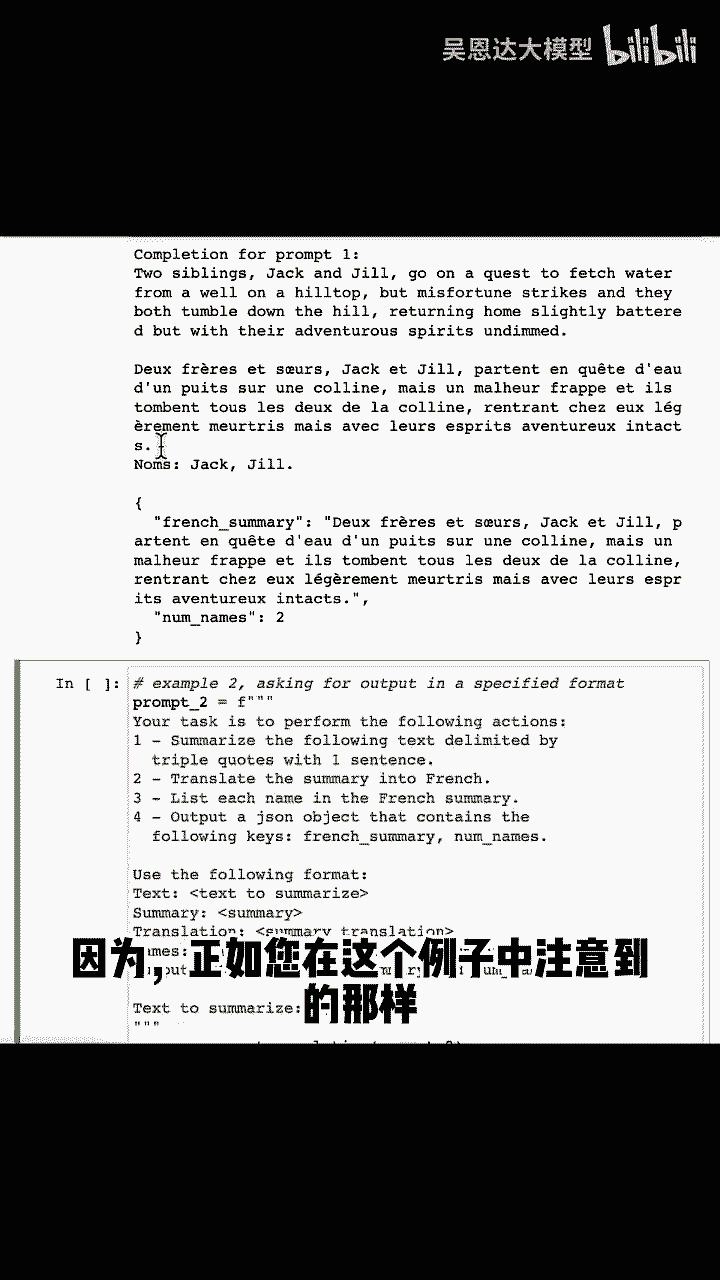 吴恩达大模型 bilibili
Completion for prompt 1:
Two siblings, Jack and Jill, go on a quest to fetch water
from a well on a hilltop, but misfortune strikes and they
both tumble down the hill, returning home slightly battere
d but with their adventurous spirits undimmed.
Deux frères et sœurs, Jack et Jill, partent en quête d'eau
d'un puits sur une colline, mais un malheur frappe et ils
tombent tous les deux de la colline, rentrant chez eux lég
èrement meurtris mais avec leurs esprits aventureux intact
s.
Noms: Jack, Jill.
{
"french_summary": "Deux frères et sœurs, Jack et Jill, p
artent en quête d'eau d'un puits sur une colline, mais un
malheur frappe et ils tombent tous les deux de la colline,
rentrant chez eux légèrement meurtris mais avec leurs espr
its aventureux intacts.",
"num_names": 2
}
In [ ]: # example 2, asking for output in a specified format
prompt_2 = f"""
Your task is to perform the following actions:
1 - Summarize the following text delimited by
triple quotes with 1 sentence.
2 - Translate the summary into French.
3 - List each name in the French summary.
4 - Output a json object that contains the
following keys: french_summary, num_names.
Use the following format:
Text: <text to summarize>
Summary: <summary>
Translation: <summary translation>
因为，正如您在这个例子中注意到
的那样
Text to summarize:
"""